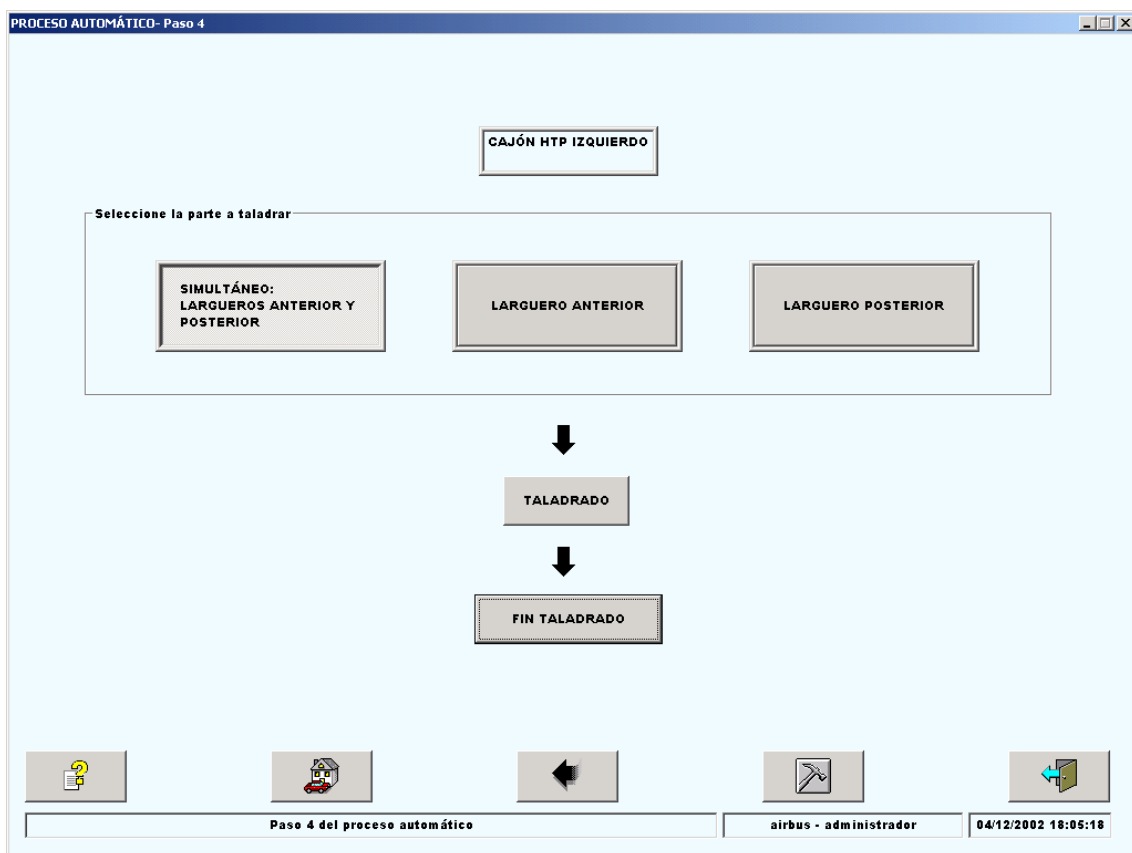 PROCESO AUTOMÁTICO- Paso 4
CAJÓN HTP IZQUIERDO
Seleccione la parte a taladrar
SIMULTÁNEO:
LARGUEROS ANTERIOR Y
POSTERIOR
LARGUERO ANTERIOR
LARGUERO POSTERIOR
TALADRADO
FIN TALADRADO
Paso 4 del proceso automático
airbus - administrador
04/12/2002 18:05:18